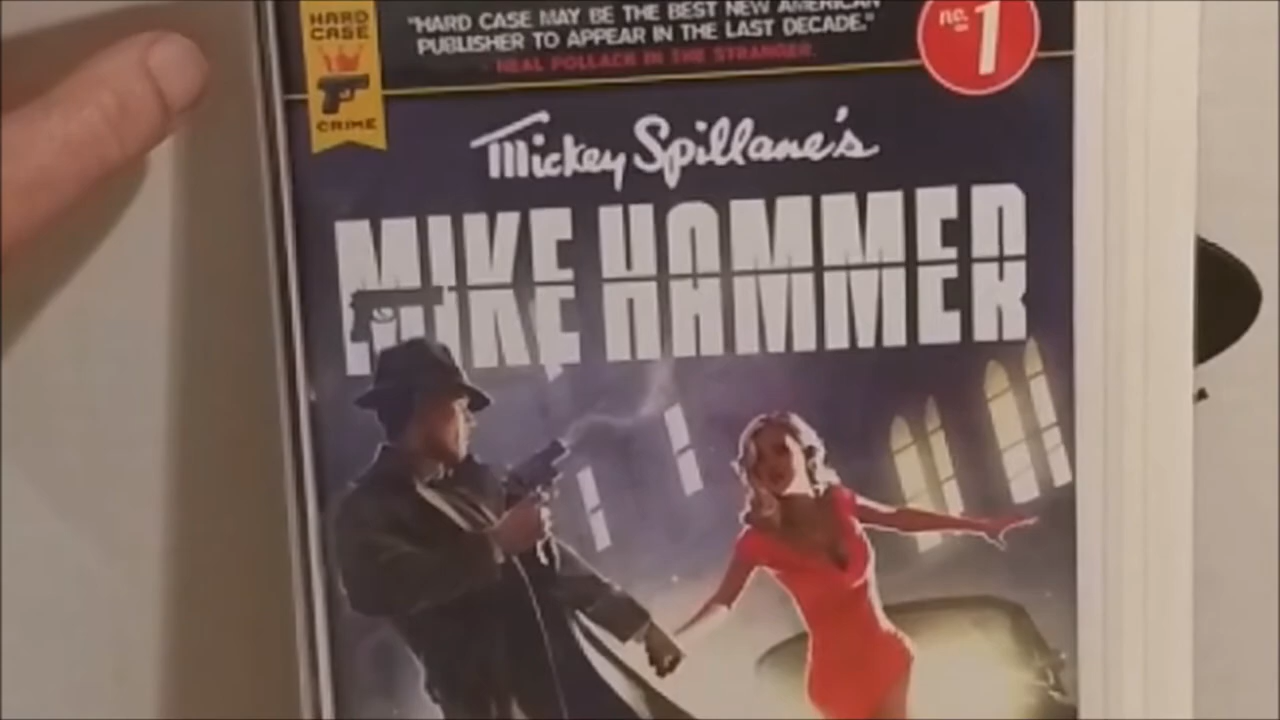 HARD
CASE
CRIME
"HARD CASE MAY BE THE BEST NEW AMERICAN
PUBLISHER TO APPEAR IN THE LAST DECADE."
- NEAL POLLACK IN THE STRANGER.
no. 1
Mickey Spillane's
MIKE HAMMER